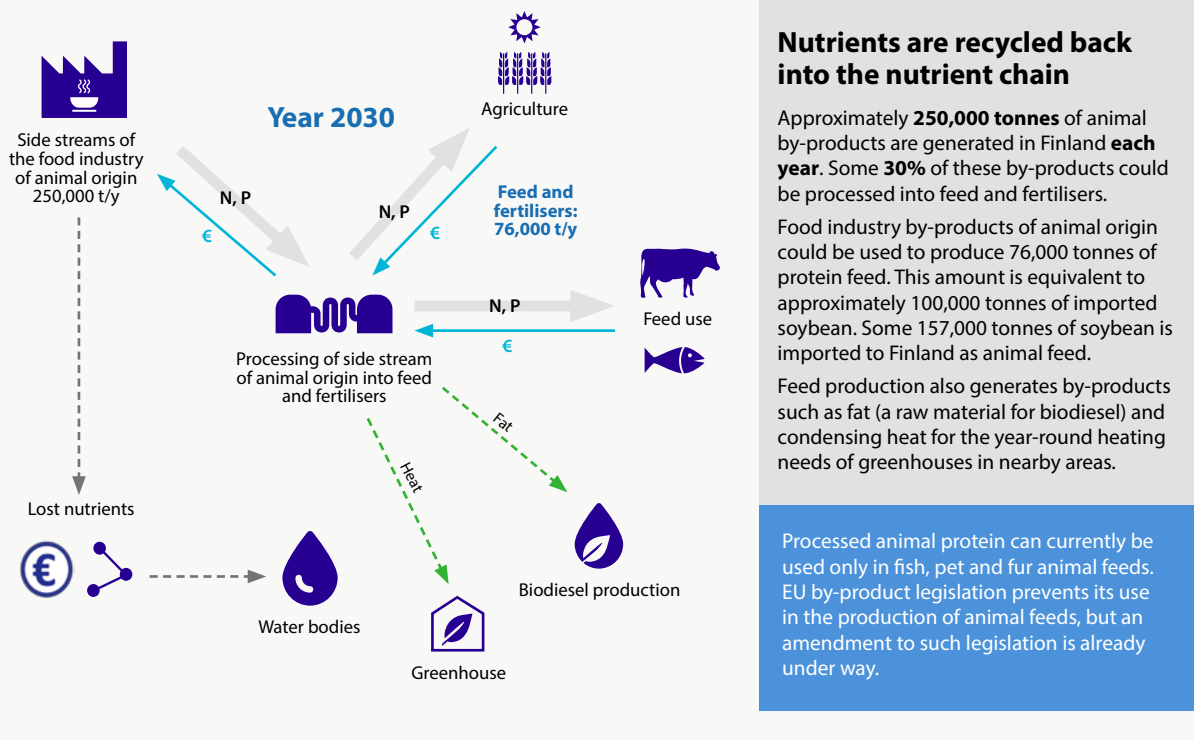 Year 2030
Side streams of
the food industry
of animal origin
250,000 t/y
Agriculture
N, P
€
N, P
€
Feed and
fertilisers:
76,000 t/y
N, P
€
Feed use
Processing of side stream
of animal origin into feed
and fertilisers
Fat
Heat
Lost nutrients
€
Water bodies
Biodiesel production
Greenhouse
Nutrients are recycled back
into the nutrient chain
Approximately 250,000 tonnes of animal
by-products are generated in Finland each
year. Some 30% of these by-products could
be processed into feed and fertilisers.
Food industry by-products of animal origin
could be used to produce 76,000 tonnes of
protein feed. This amount is equivalent to
approximately 100,000 tonnes of imported
soybean. Some 157,000 tonnes of soybean is
imported to Finland as animal feed.
Feed production also generates by-products
such as fat (a raw material for biodiesel) and
condensing heat for the year-round heating
needs of greenhouses in nearby areas.
Processed animal protein can currently be
used only in fish, pet and fur animal feeds.
EU by-product legislation prevents its use
in the production of animal feeds, but an
amendment to such legislation is already
under way.